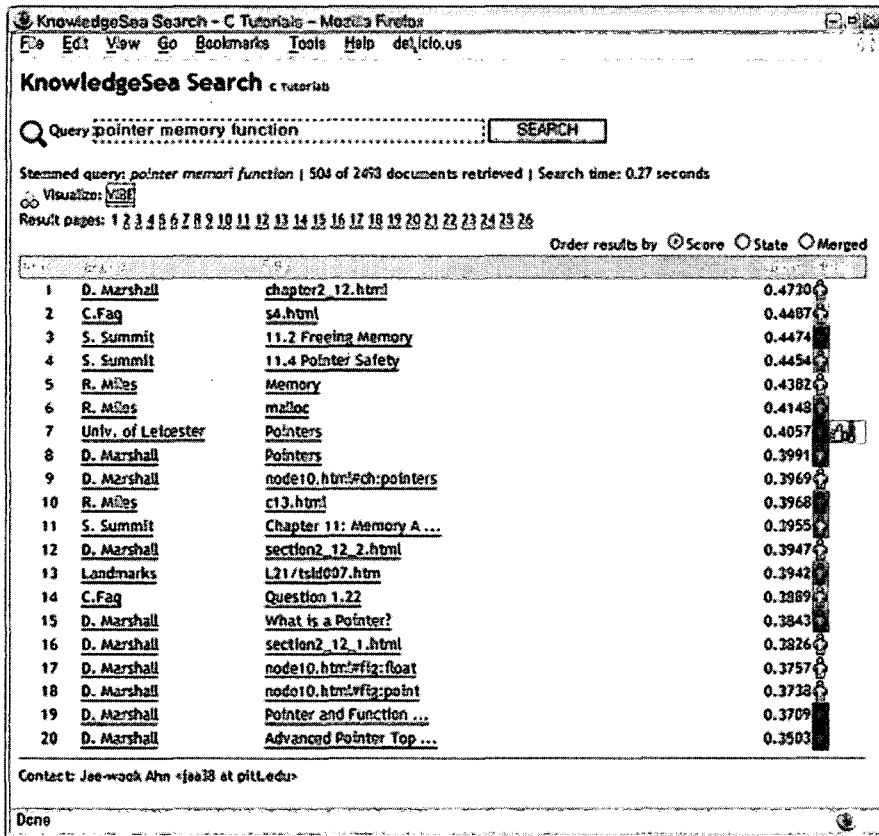 KnowledgeSea Search - C Tutorials - Mozilla Firefox
File Edit View Go Bookmarks Tools Help del.icio.us
KnowledgeSea Search C Tutorials
Query: pointer memory function SEARCH
Stemmed query: pointer memori function | 504 of 2493 documents retrieved | Search time: 0.27 seconds
Visualize: VIBE
Result pages: 1 2 3 4 5 6 7 8 9 10 11 12 13 14 15 16 17 18 19 20 21 22 23 24 25 26
Order results by Score State Merged
1 D. Marshall chapter2_12.html 0.4730
2 C.Faq s4.html 0.4487
3 S. Summit 11.2 Freeing Memory 0.4474
4 S. Summit 11.4 Pointer Safety 0.4454
5 R. Miles Memory 0.4382
6 R. Miles malloc 0.4148
7 Univ. of Leicester Pointers 0.4057
8 D. Marshall Pointers 0.3991
9 D. Marshall node10.html#ch:pointers 0.3969
10 R. Miles c13.html 0.3968
11 S. Summit Chapter 11: Memory A ... 0.3955
12 D. Marshall section2_12_2.html 0.3947
13 Landmarks L21/tsld007.htm 0.3942
14 C.Faq Question 1.22 0.3889
15 D. Marshall What is a Pointer? 0.3843
16 D. Marshall section2_12_1.html 0.3826
17 D. Marshall node10.html#fig:float 0.3757
18 D. Marshall node10.html#fig:point 0.3738
19 D. Marshall Pointer and Function ... 0.3709
20 D. Marshall Advanced Pointer Top ... 0.3503
Contact: Jae-wook Ahn <jaa38 at pitt.edu>
Done